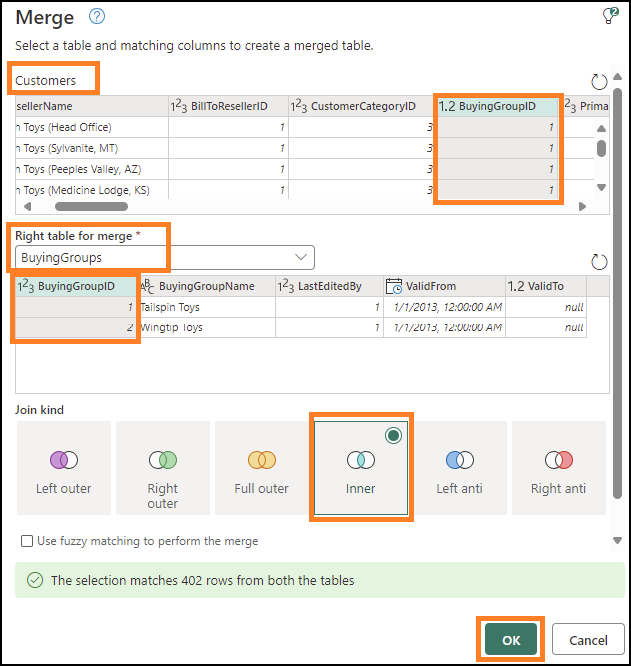 Merge ?
2
Select a table and matching columns to create a merged table.
Customers
sellerName 1²3 BillToResellerID 1²3 CustomerCategoryID 1.2 BuyingGroupID 1²3 Prima
n Toys (Head Office) 1 3 1
n Toys (Sylvanite, MT) 1 3 1
n Toys (Peeples Valley, AZ) 1 3 1
n Toys (Medicine Lodge, KS) 1 3 1
Right table for merge *
BuyingGroups
1²3 BuyingGroupID BuyingGroupName 1²3 LastEditedBy ValidFrom 1.2 ValidTo
1 Tailspin Toys 1 1/1/2013, 12:00:00 AM null
2 Wingtip Toys 1 1/1/2013, 12:00:00 AM null
Join kind
Left outer Right outer Full outer Inner Left anti Right anti
Use fuzzy matching to perform the merge
The selection matches 402 rows from both the tables
OK Cancel